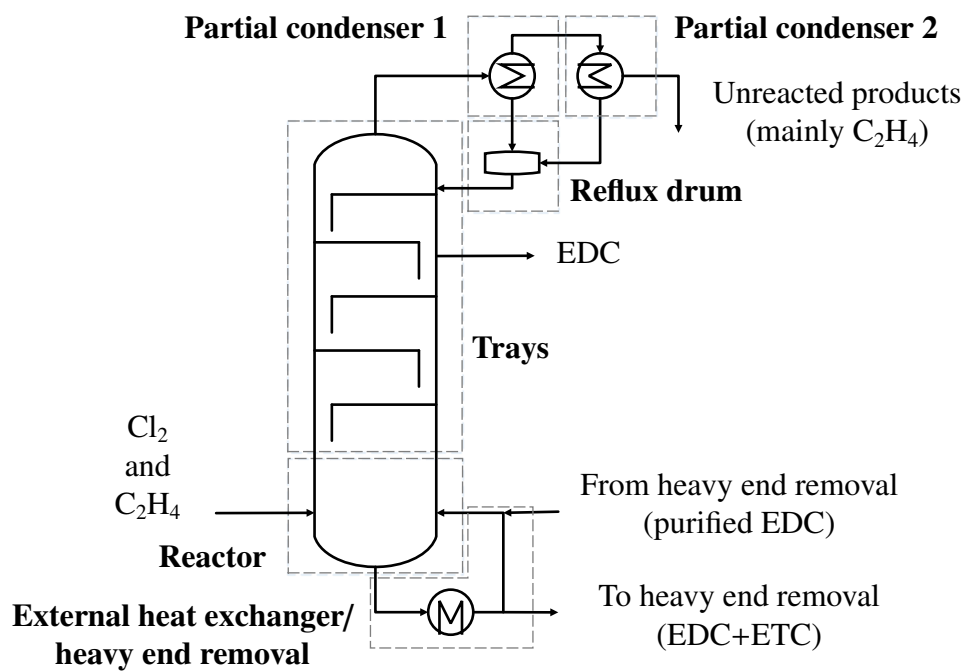 Partial condenser 1
Partial condenser 2
Unreacted products
(mainly C₂H₄)
Reflux drum
EDC
Trays
Cl₂
and
C₂H₄
From heavy end removal
(purified EDC)
Reactor
To heavy end removal
(EDC+ETC)
External heat exchanger/
heavy end removal